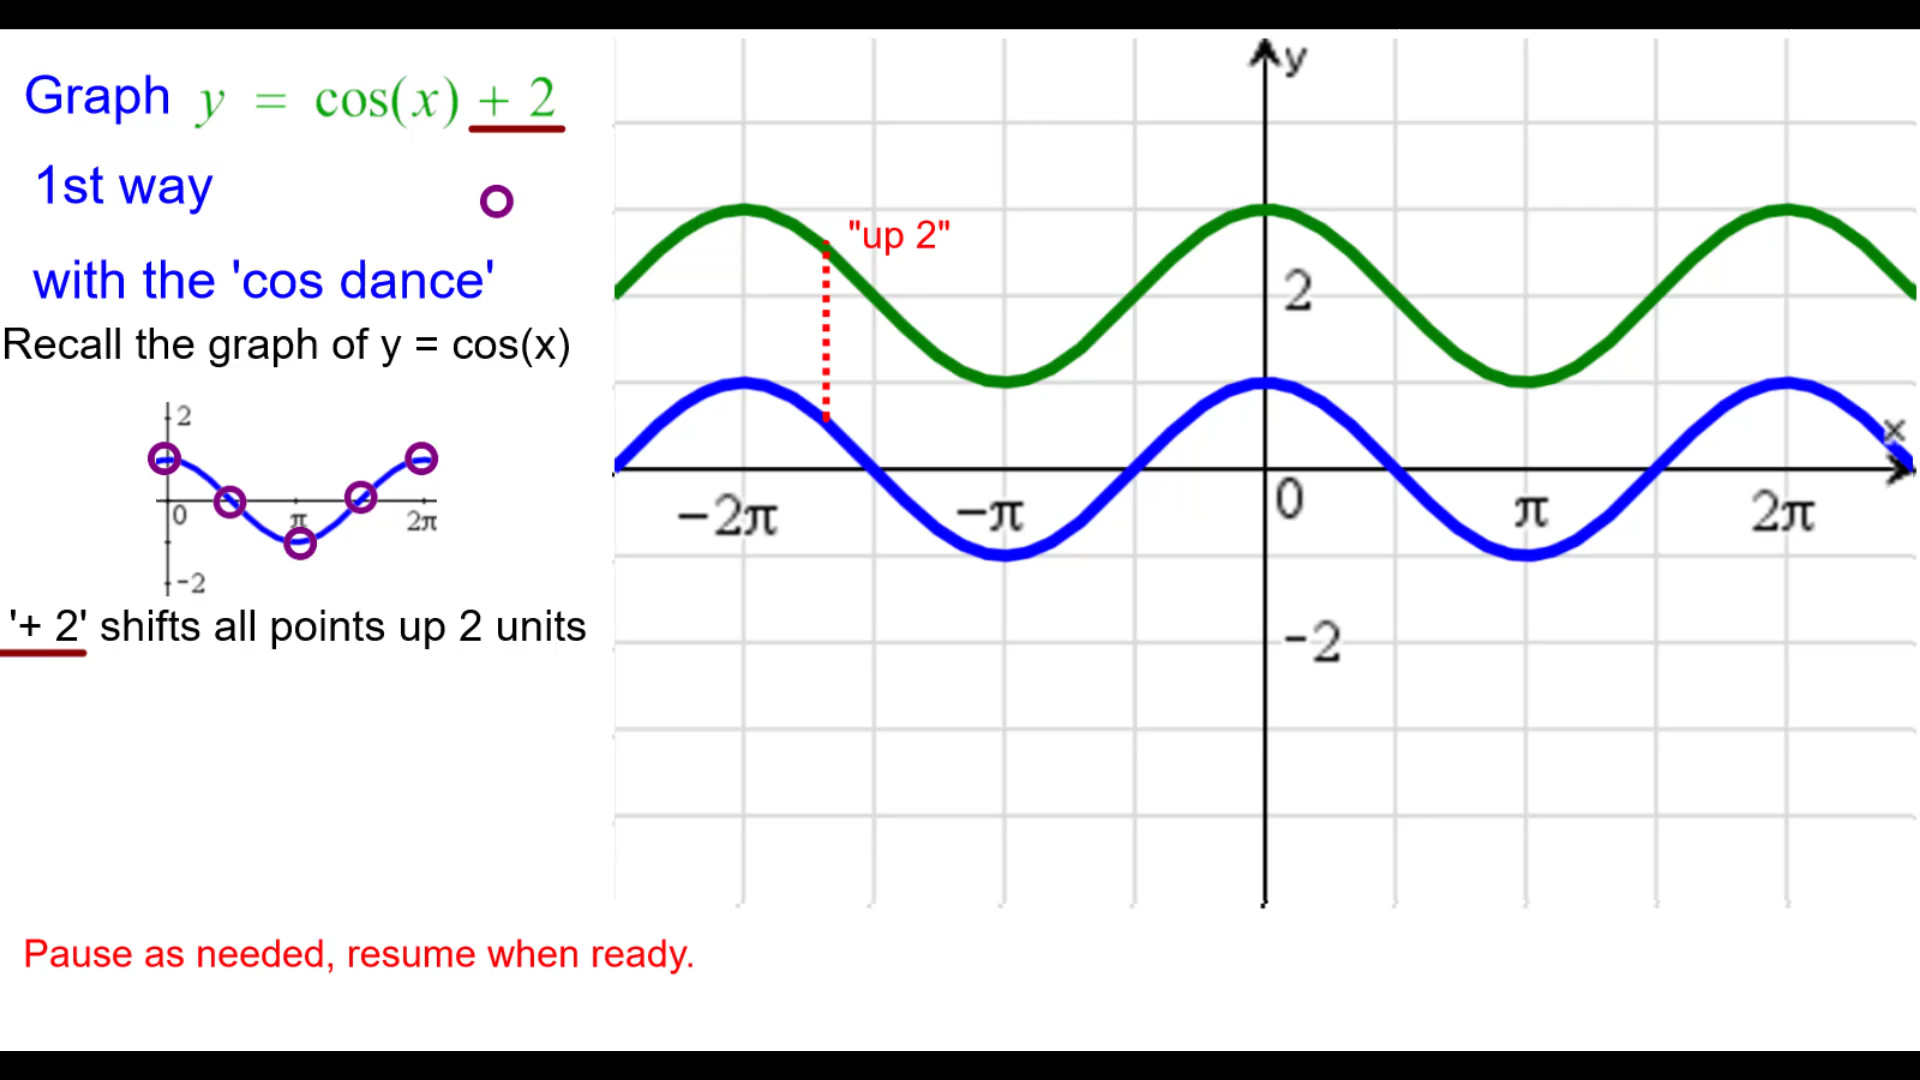 Graph y = cos(x) + 2
1st way
with the 'cos dance'
Recall the graph of y = cos(x)
2
0
π
2π
-2
'+ 2' shifts all points up 2 units
y
"up 2"
2
x
−2π
−π
0
π
2π
-2
Pause as needed, resume when ready.